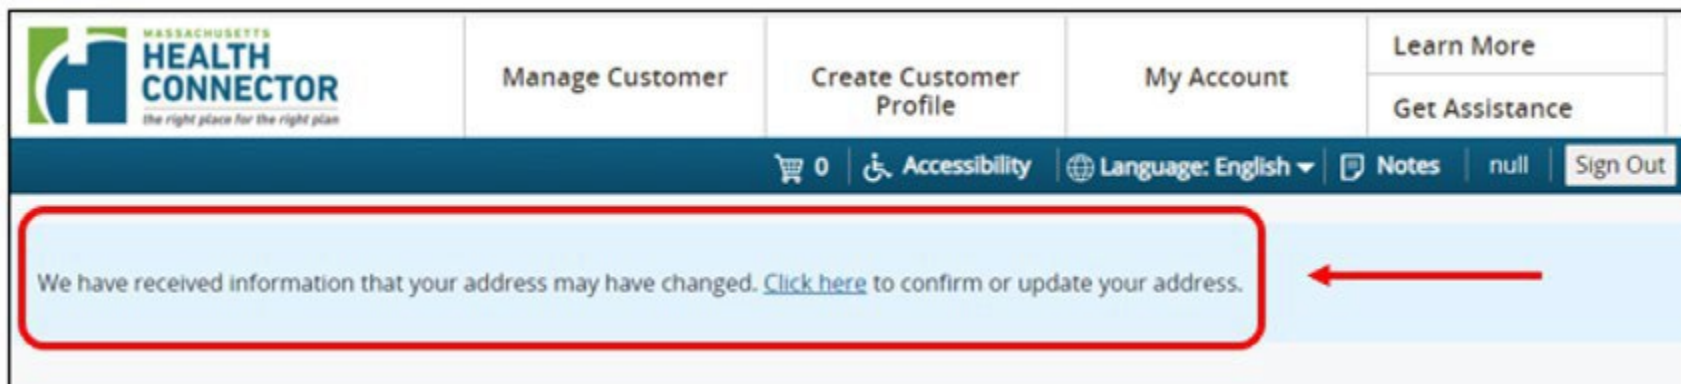 MASSACHUSETTS
HEALTH
CONNECTOR
the right place for the right plan
Manage Customer
Create Customer
Profile
My Account
Learn More
Get Assistance
0
Accessibility
Language: English
Notes
null
Sign Out
We have received information that your address may have changed. Click here to confirm or update your address.